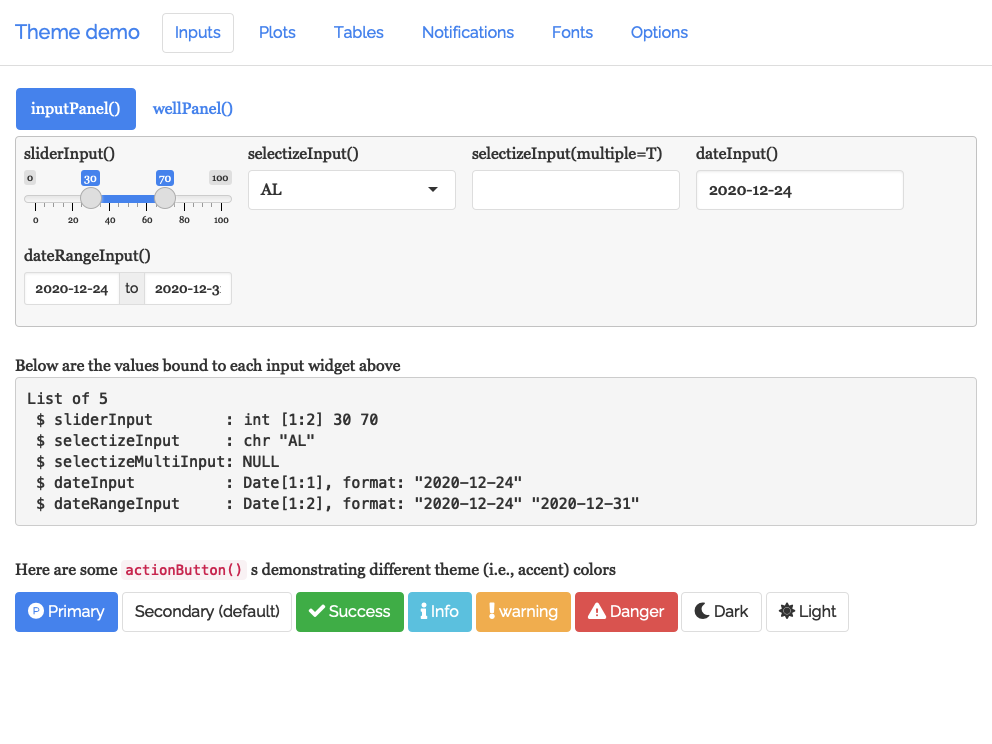 Theme demo Inputs Plots Tables Notifications Fonts Options
inputPanel() wellPanel()
sliderInput() selectizeInput() selectizeInput(multiple=T) dateInput()
0 30 70 100
AL 2020-12-24
0 20 40 60 80 100
dateRangeInput()
2020-12-24 to 2020-12-3
Below are the values bound to each input widget above
List of 5
$ sliderInput : int [1:2] 30 70
$ selectizeInput : chr "AL"
$ selectizeMultiInput: NULL
$ dateInput : Date[1:1], format: "2020-12-24"
$ dateRangeInput : Date[1:2], format: "2020-12-24" "2020-12-31"
Here are some actionButton() s demonstrating different theme (i.e., accent) colors
P Primary Secondary (default) Success Info warning Danger Dark Light